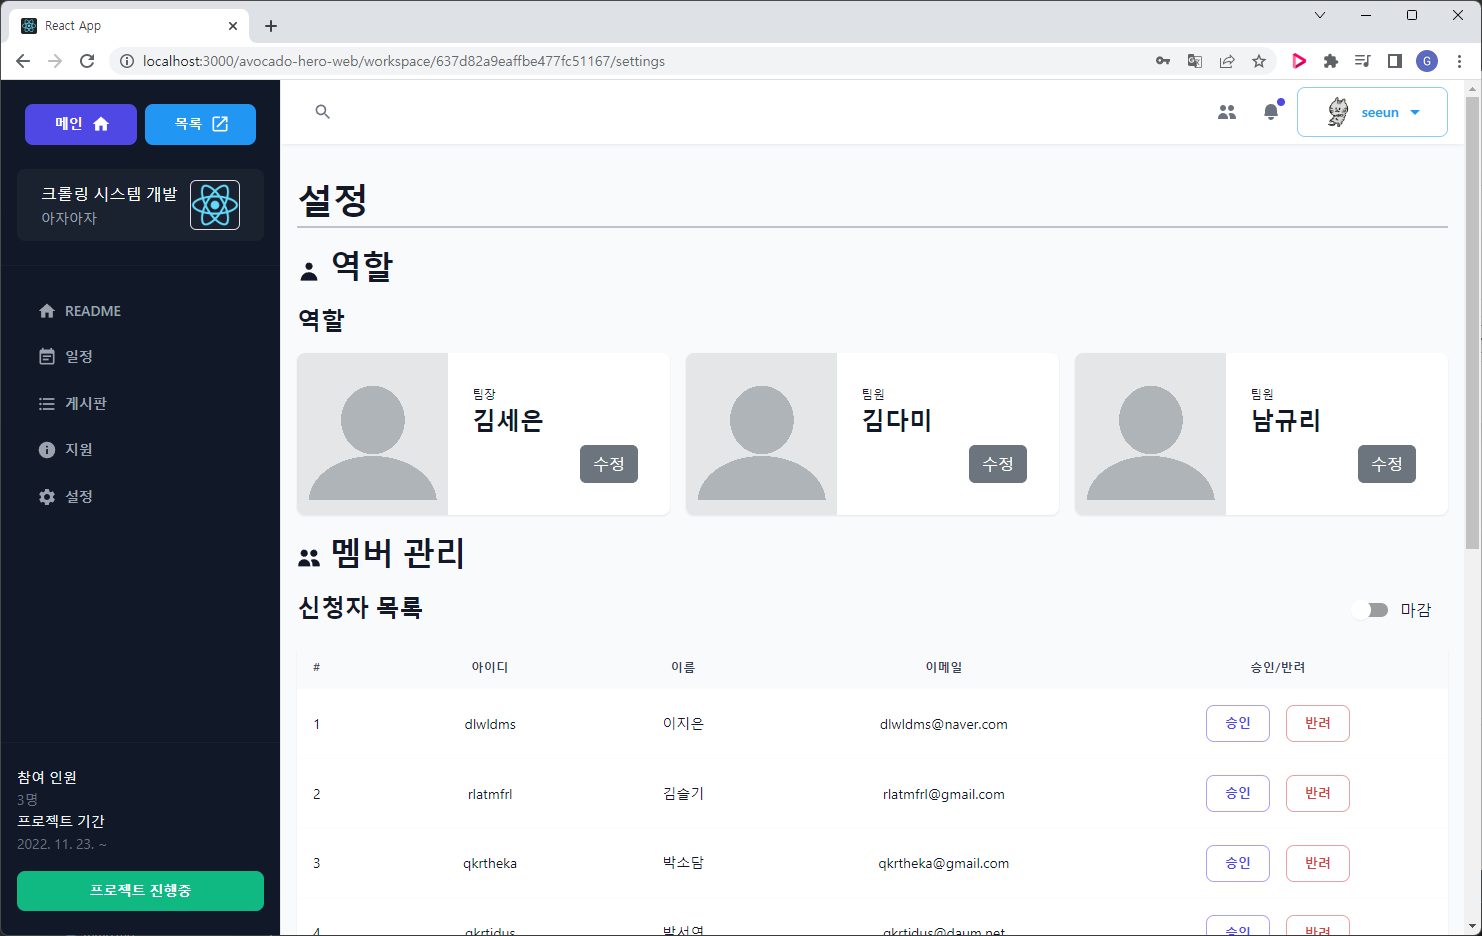 React App
localhost:3000/avocado-hero-web/workspace/637d82a9eaffbe477fc51167/settings
G
메인
목록
seeun
크롤링 시스템 개발
아자아자
README
일정
게시판
지원
설정
참여 인원
3명
프로젝트 기간
2022. 11. 23. ~
프로젝트 진행중
설정
역할
역할
팀장
김세은
수정
팀원
김다미
수정
팀원
남규리
수정
멤버 관리
신청자 목록
마감
# 아이디 이름 이메일 승인/반려
1 dlwldms 이지은 dlwldms@naver.com 승인 반려
2 rlatmfrl 김슬기 rlatmfrl@gmail.com 승인 반려
3 qkrtheka 박소담 qkrtheka@gmail.com 승인 반려
4 qkrtjdus 박서연 qkrtjdus@daum.net 승인 반려